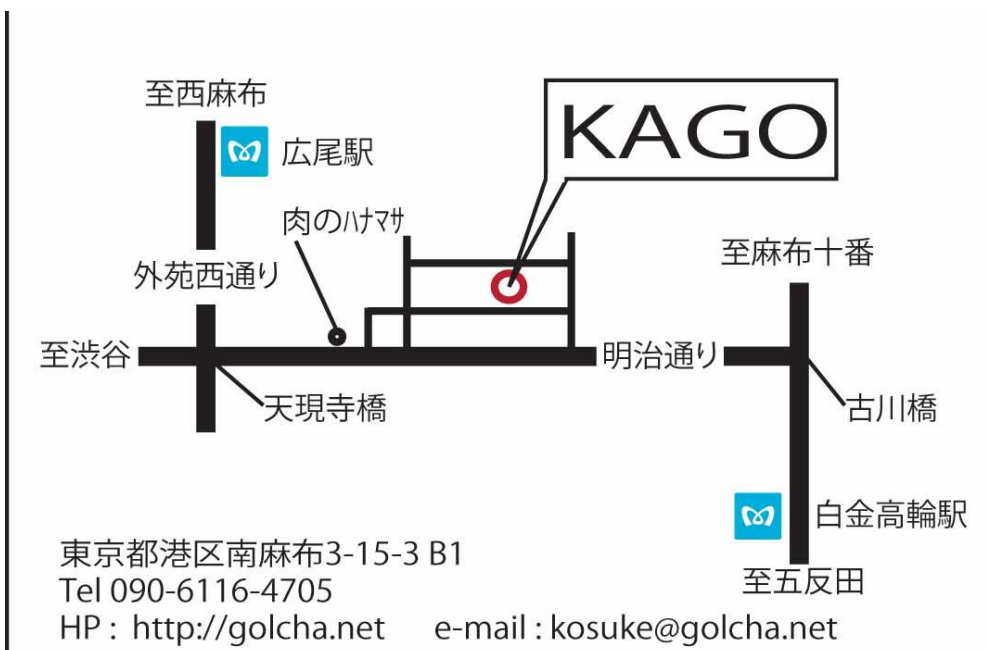 至西麻布
KAGO
広尾駅
肉のﾊﾅﾏｻ
至麻布十番
外苑西通り
至渋谷
明治通り
天現寺橋
古川橋
白金高輪駅
東京都港区南麻布3-15-3 B1
至五反田
Tel 090-6116-4705
HP : http://golcha.net e-mail : kosuke@golcha.net